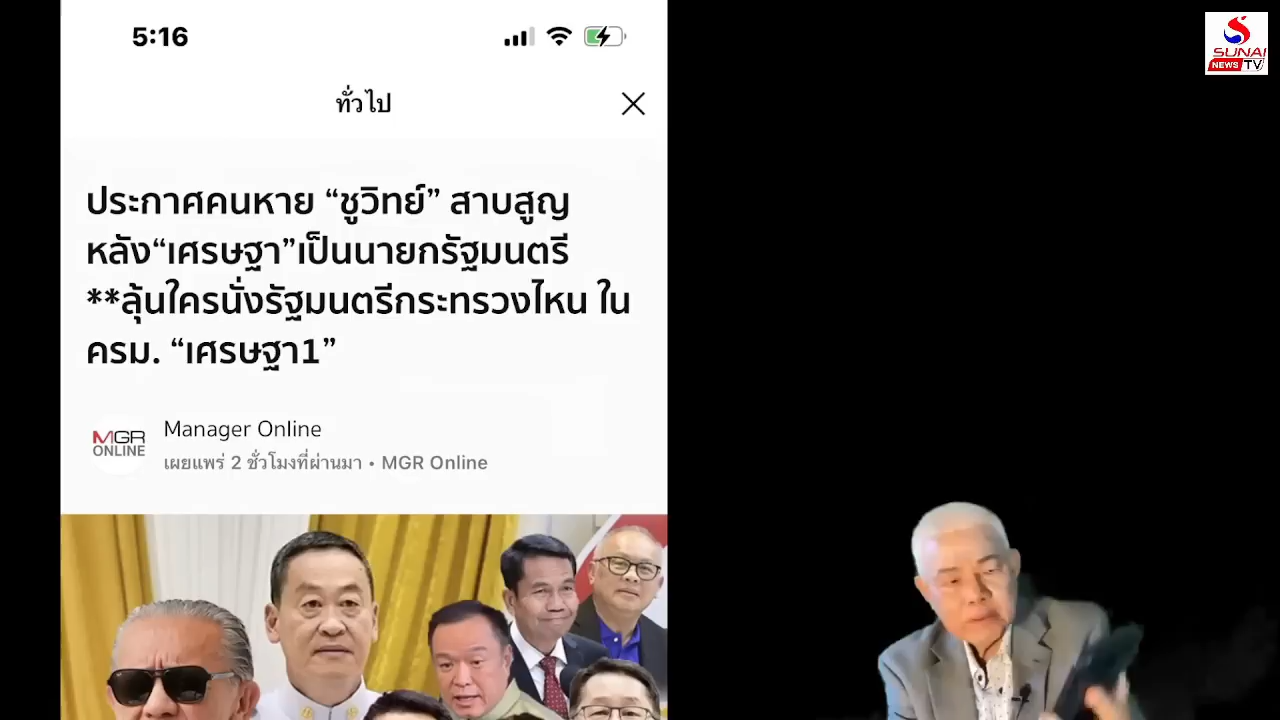 5:16
ทั่วไป
ประกาศคนหาย “ชูวิทย์” สาบสูญ
หลัง“เศรษฐา”เป็นนายกรัฐมนตรี
**ลุ้นใครนั่งรัฐมนตรีกระทรวงไหน ใน
ครม. “เศรษฐา1”
MGR
ONLINE
Manager Online
เผยแพร่ 2 ชั่วโมงที่ผ่านมา • MGR Online
SUNAI
NEWS TV